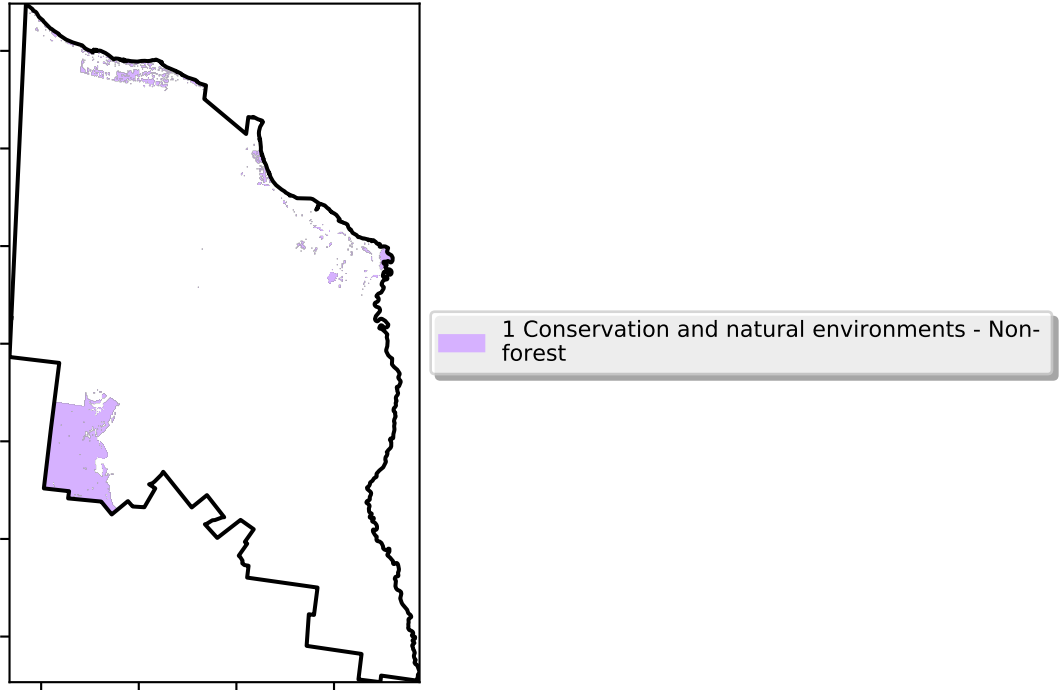 1 Conservation and natural environments - Non-
forest